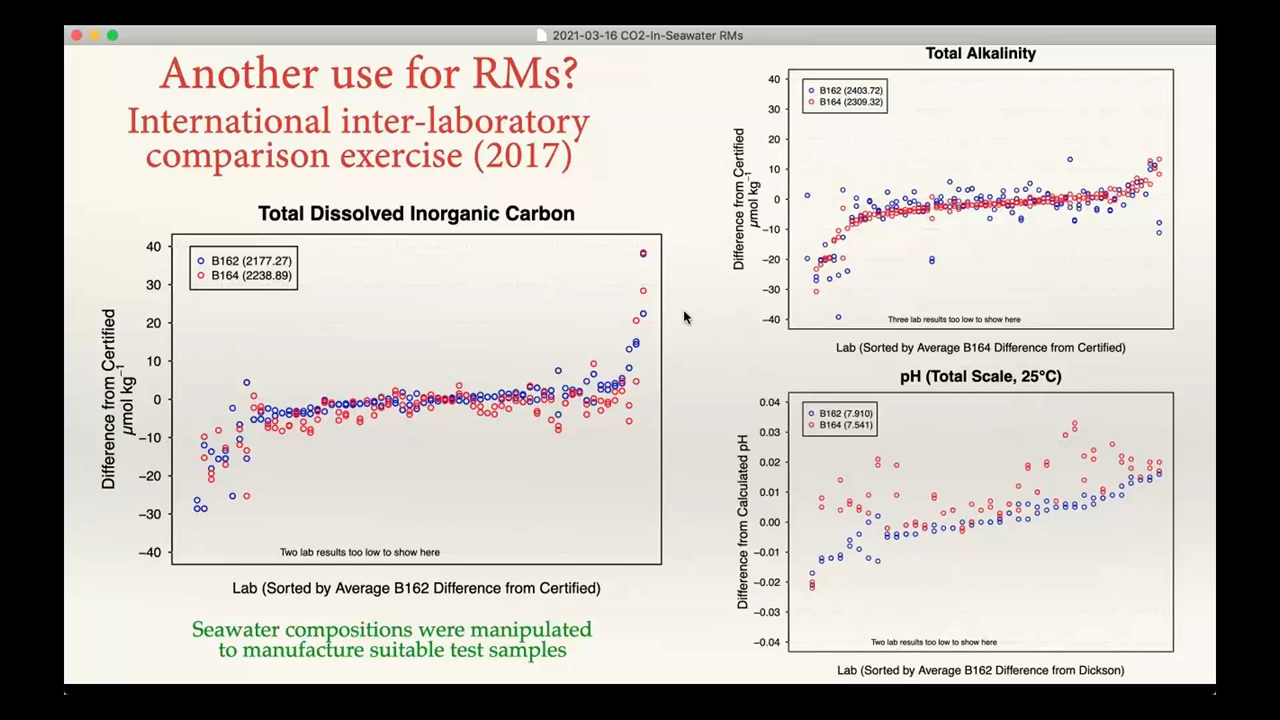 2021-03-16 CO2-In-Seawater RMs
Another use for RMs?
International inter-laboratory
comparison exercise (2017)
Total Dissolved Inorganic Carbon
B162 (2177.27)
B164 (2238.89)
40
30
20
10
0
−10
−20
−30
−40
Difference from Certified
µmol kg−1
Two lab results too low to show here
Lab (Sorted by Average B162 Difference from Certified)
Seawater compositions were manipulated
to manufacture suitable test samples
Total Alkalinity
B162 (2403.72)
B164 (2309.32)
40
30
20
10
0
−10
−20
−30
−40
Difference from Certified
µmol kg−1
Three lab results too low to show here
Lab (Sorted by Average B164 Difference from Certified)
pH (Total Scale, 25°C)
B162 (7.910)
B164 (7.541)
0.04
0.03
0.02
0.01
0.00
−0.01
−0.02
−0.03
−0.04
Difference from Calculated pH
Two lab results too low to show here
Lab (Sorted by Average B162 Difference from Dickson)